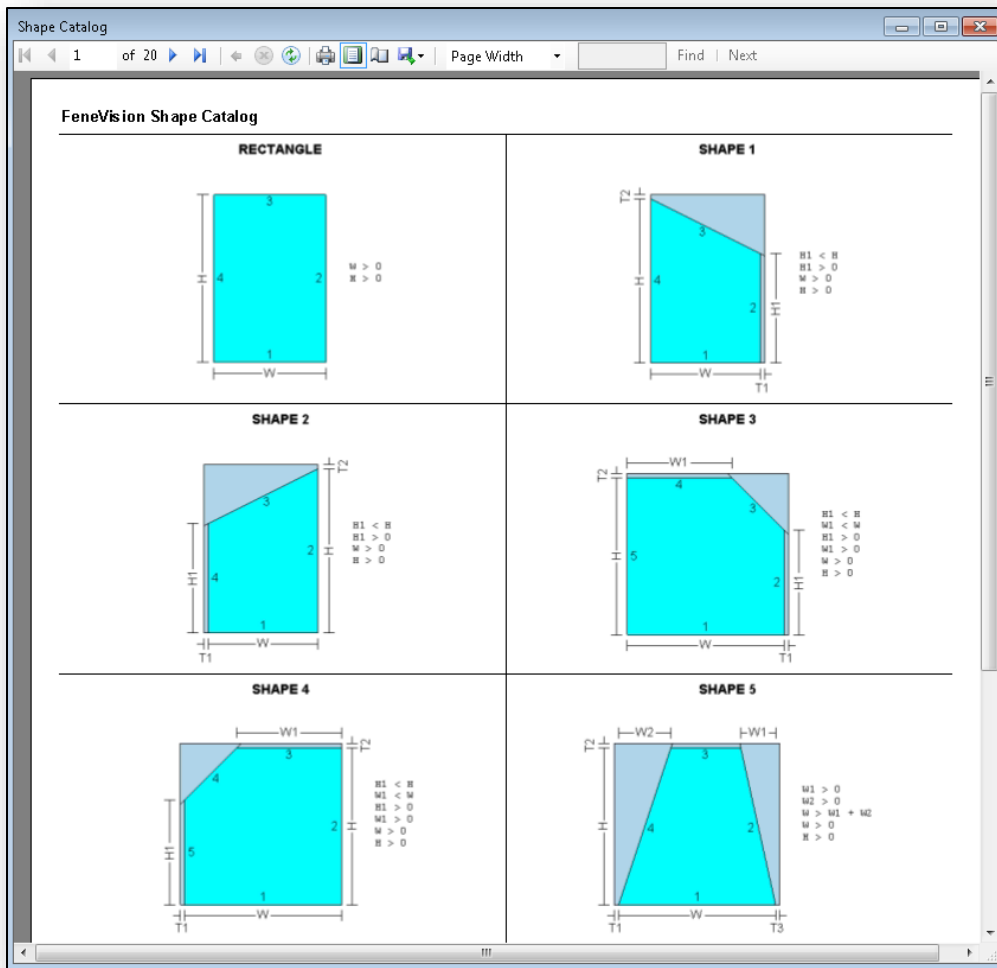 Shape Catalog
1 of 20 Page Width Find | Next
FeneVision Shape Catalog
RECTANGLE
3
H
4
2
1
W
W > 0
H > 0
SHAPE 1
T2
3
H
4
2
H1
1
W
T1
H1 < H
H1 > 0
W > 0
H > 0
SHAPE 2
T2
3
H1
4
2
H
1
W
T1
H1 < H
H1 > 0
W > 0
H > 0
SHAPE 3
W1
T2
4
3
H
5
2
H1
1
W
T1
H1 < H
W1 < W
H1 > 0
W1 > 0
W > 0
H > 0
SHAPE 4
W1
T2
3
4
H1
5
2
H
1
W
T1
H1 < H
W1 < W
H1 > 0
W1 > 0
W > 0
H > 0
SHAPE 5
W2
W1
T2
3
H
4
2
1
T1
W
T3
W1 > 0
W2 > 0
W > W1 + W2
W > 0
H > 0